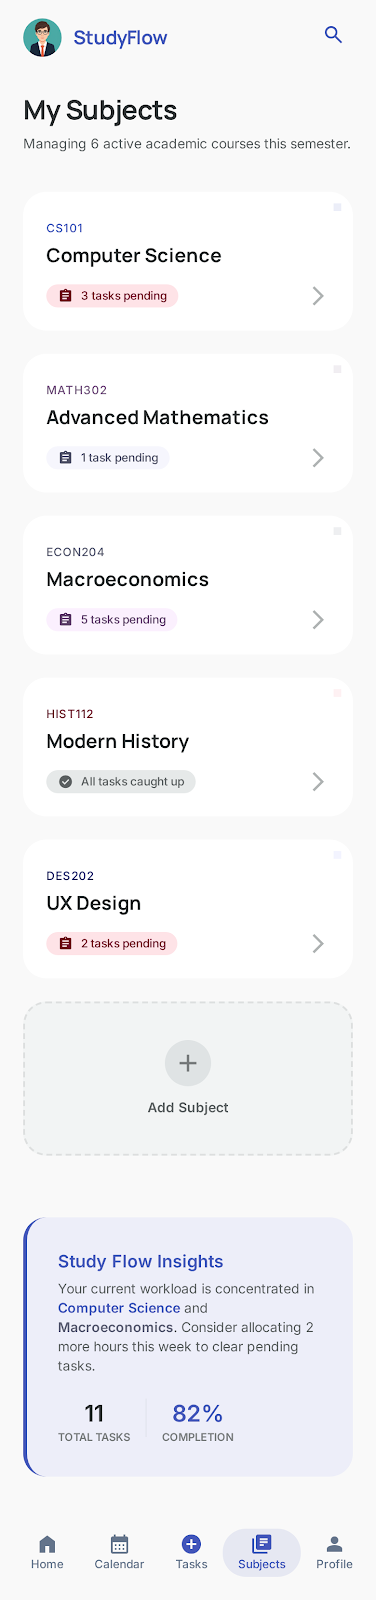 StudyFlow
My Subjects
Managing 6 active academic courses this semester.
CS101
Computer Science
3 tasks pending
MATH302
Advanced Mathematics
1 task pending
ECON204
Macroeconomics
5 tasks pending
HIST112
Modern History
All tasks caught up
DES202
UX Design
2 tasks pending
Add Subject
Study Flow Insights
Your current workload is concentrated in
Computer Science and
Macroeconomics. Consider allocating 2
more hours this week to clear pending
tasks.
11 82%
TOTAL TASKS COMPLETION
Home Calendar Tasks Subjects Profile